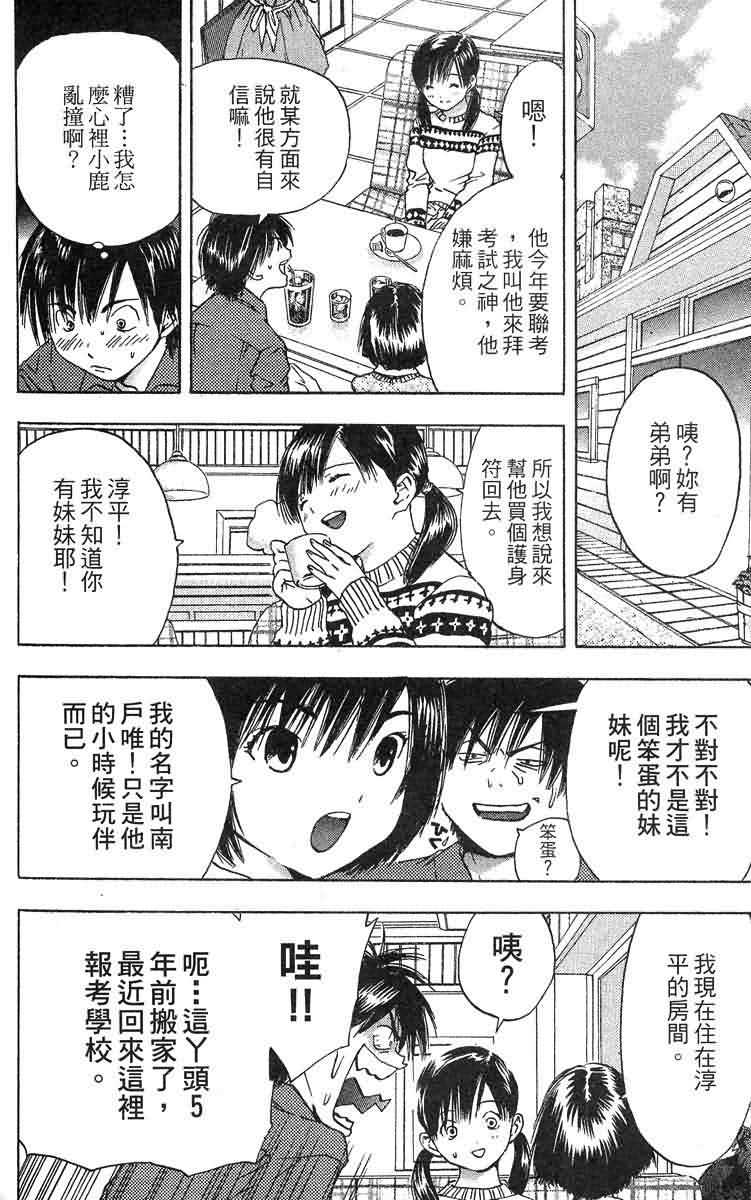 咦?妳有
弟弟啊?
嗯!
他今年要聯考
，我叫他來拜
考試之神，他
嫌麻煩。
就某方面來
說他很有自
信嘛!
糟了…我怎
麼心裡小鹿
亂撞啊?
所以我想說來
幫他買個護身
符回去。
淳平!
我不知道你
有妹妹耶!
不對不對!
我才不是這
個笨蛋的妹
妹呢!
笨蛋?
我的名字叫南
戶唯!只是他
的小時候玩伴
而已。
我現在住在淳
平的房間。
咦?
哇!!
呃…這丫頭5
年前搬家了，
最近回來這裡
報考學校。